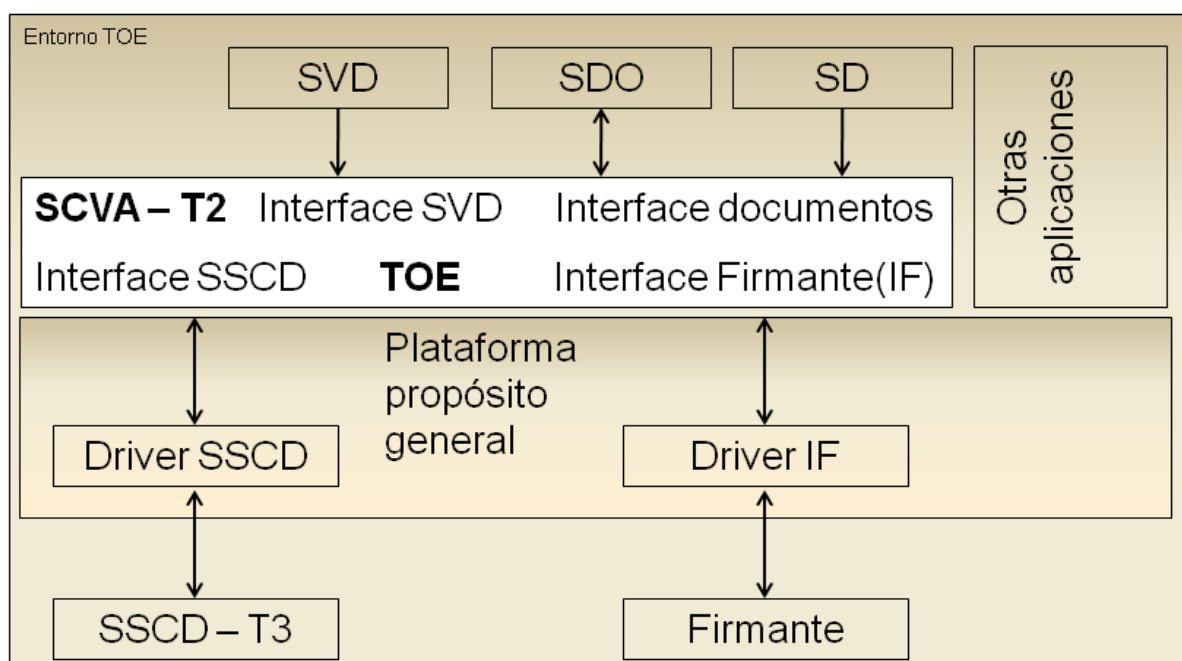 Entorno TOE
SVD
SDO
SD
Otras
aplicaciones
SCVA – T2 Interface SVD Interface documentos
Interface SSCD TOE Interface Firmante(IF)
Plataforma
propósito
general
Driver SSCD
Driver IF
SSCD – T3
Firmante